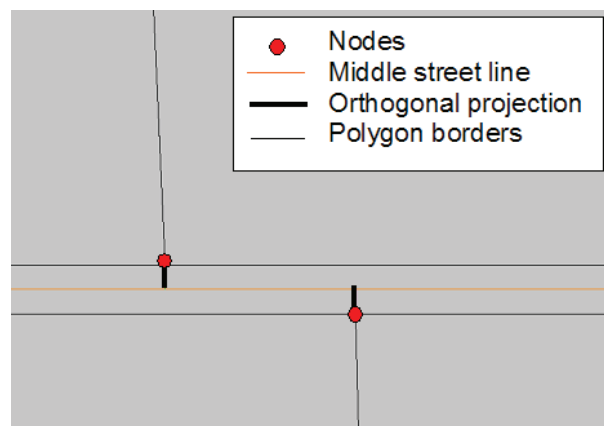 Nodes
Middle street line
Orthogonal projection
Polygon borders